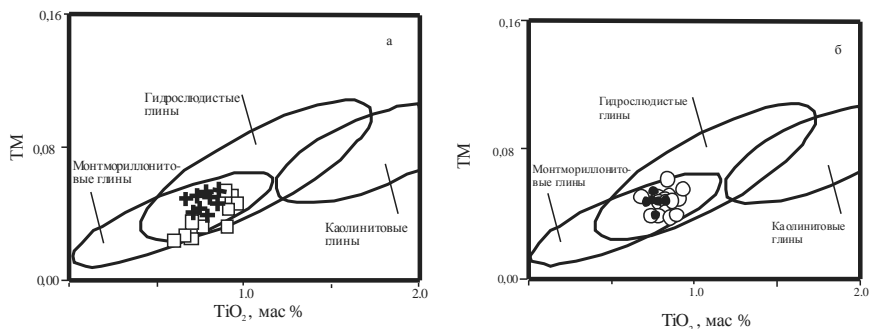 0,16
а
Гидрослюдистые
глины
ТМ
0,08
Монтмориллонито-
вые глины
Каолинитовые
глины
0,00
1.0
2.0
TiO2 , мас %
0,16
б
Гидрослюдистые
глины
ТМ
0,08
Монтмориллонито-
вые глины
Каолинитовые
глины
0,00
1.0
2.0
TiO2 , мас %